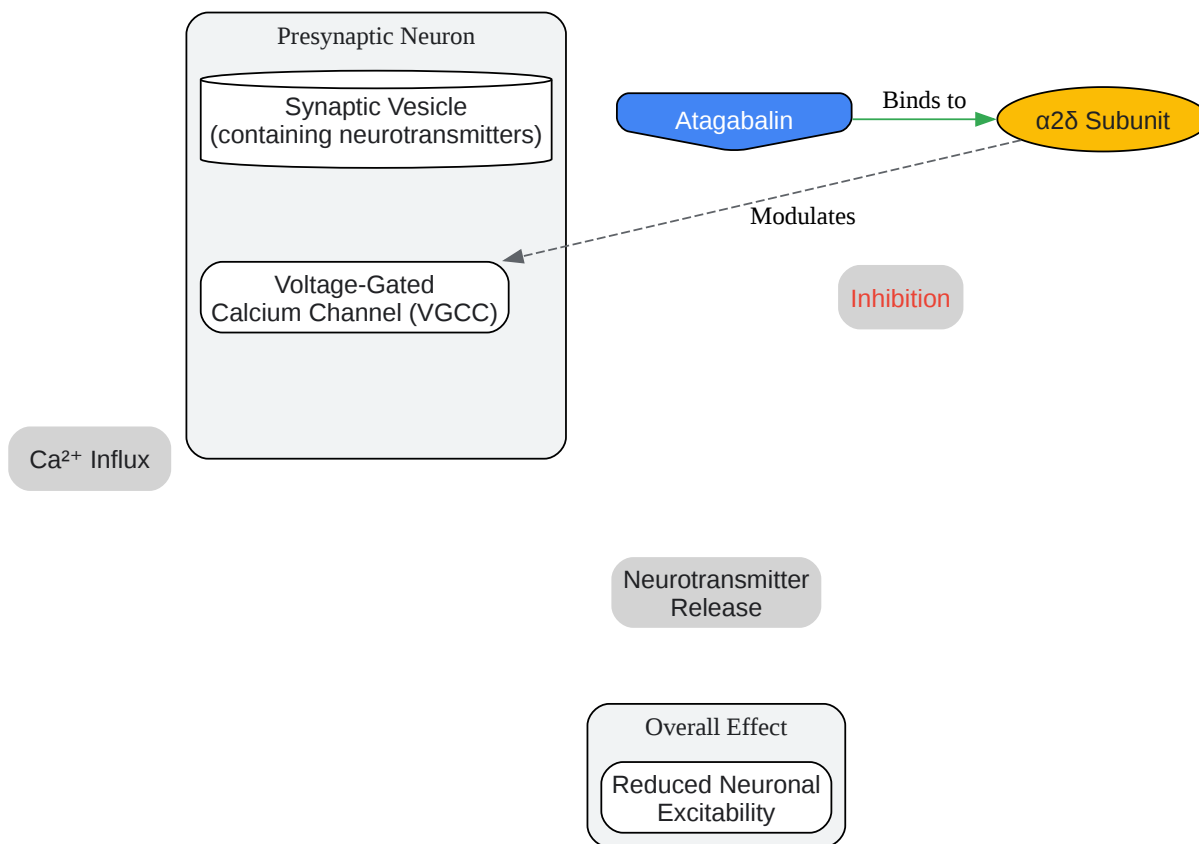 Presynaptic Neuron
Synaptic Vesicle
(containing neurotransmitters)
Atagabalin
Binds to
α2δ Subunit
Modulates
Voltage-Gated
Calcium Channel (VGCC)
Inhibition
Ca²⁺ Influx
Neurotransmitter
Release
Overall Effect
Reduced Neuronal
Excitability